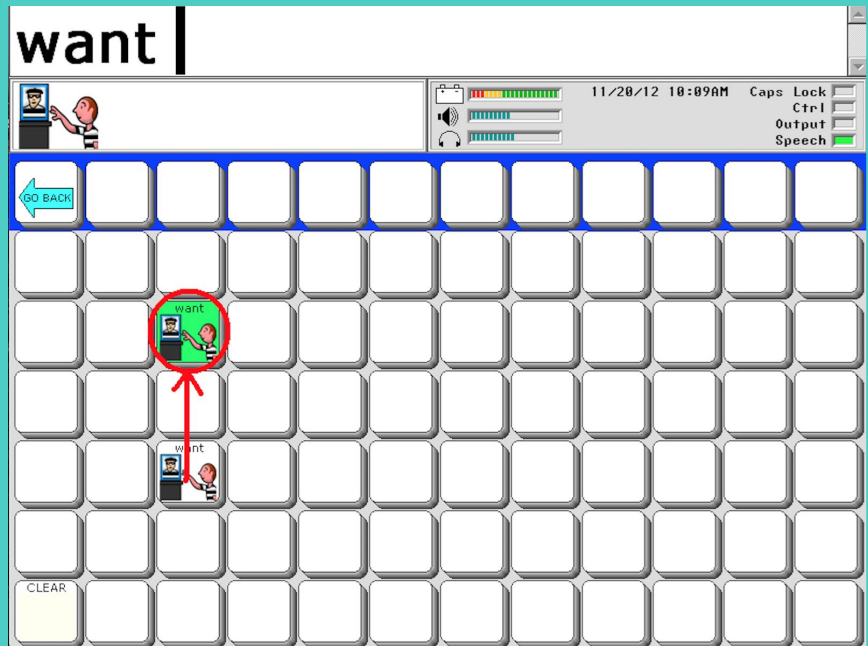 want
11/20/12 10:09AM
Caps Lock
Ctrl
Output
Speech
GO BACK
want
want
CLEAR